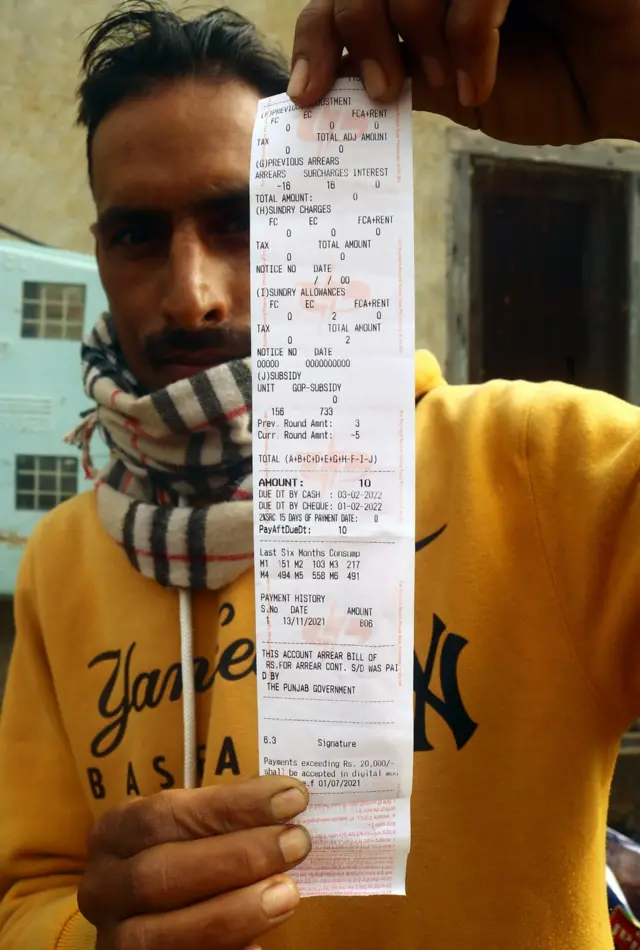 (F)PREVIOUS ADJUSTMENT
FC EC FCA+RENT
0 0 0
TAX TOTAL ADJ AMOUNT
0 0
(G)PREVIOUS ARREARS
ARREARS SURCHARGES INTEREST
-16 16 0
TOTAL AMOUNT: 0
(H)SUNDRY CHARGES
FC EC FCA+RENT
0 0 0
TAX TOTAL AMOUNT
0 0
NOTICE NO DATE
/ / 00
(I)SUNDRY ALLOWANCES
FC EC FCA+RENT
0 2 0
TAX TOTAL AMOUNT
0 2
NOTICE NO DATE
00000 0000000000
(J)SUBSIDY
UNIT GOP-SUBSIDY
0
156 733
Prev. Round Amnt: 3
Curr. Round Amnt: -5
TOTAL (A+B+C+D+E+G+H-F-I-J)
AMOUNT: 10
DUE DT BY CASH : 03-02-2022
DUE DT BY CHEQUE: 01-02-2022
2%SRC 15 DAYS OF PAYMENT DATE: 0
PayAftDueDt: 10
Last Six Months Consump
M1 151 M2 103 M3 217
M4 494 M5 558 M6 491
PAYMENT HISTORY
S.No DATE AMOUNT
1 13/11/2021 606
THIS ACCOUNT ARREAR BILL OF
RS.FOR ARREAR CONT. S/D WAS PAI
D BY
THE PUNJAB GOVERNMENT
6.3 Signature
Payments exceeding Rs. 20,000/-
shall be accepted in digital
.f 01/07/2021
Yanke
BASEBA
NY